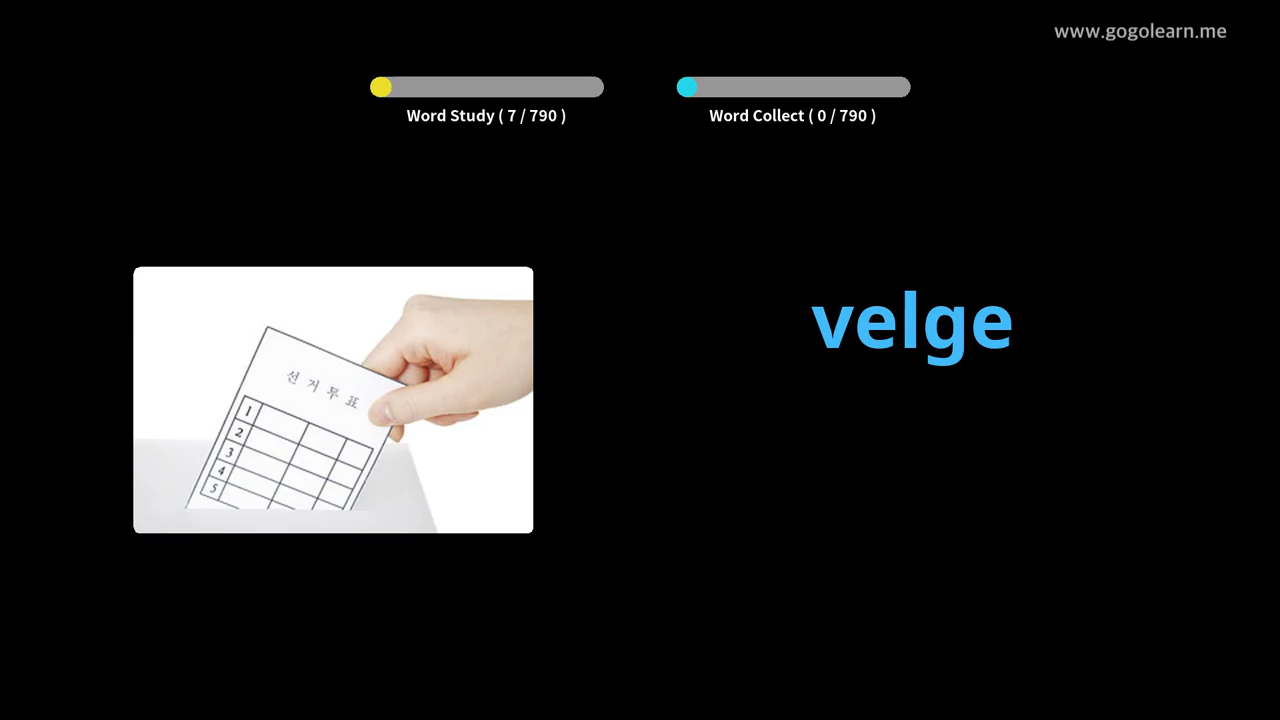 www.gogolearn.me
Word Study ( 7 / 790 )
Word Collect ( 0 / 790 )
velge
선거투표
1
2
3
4
5